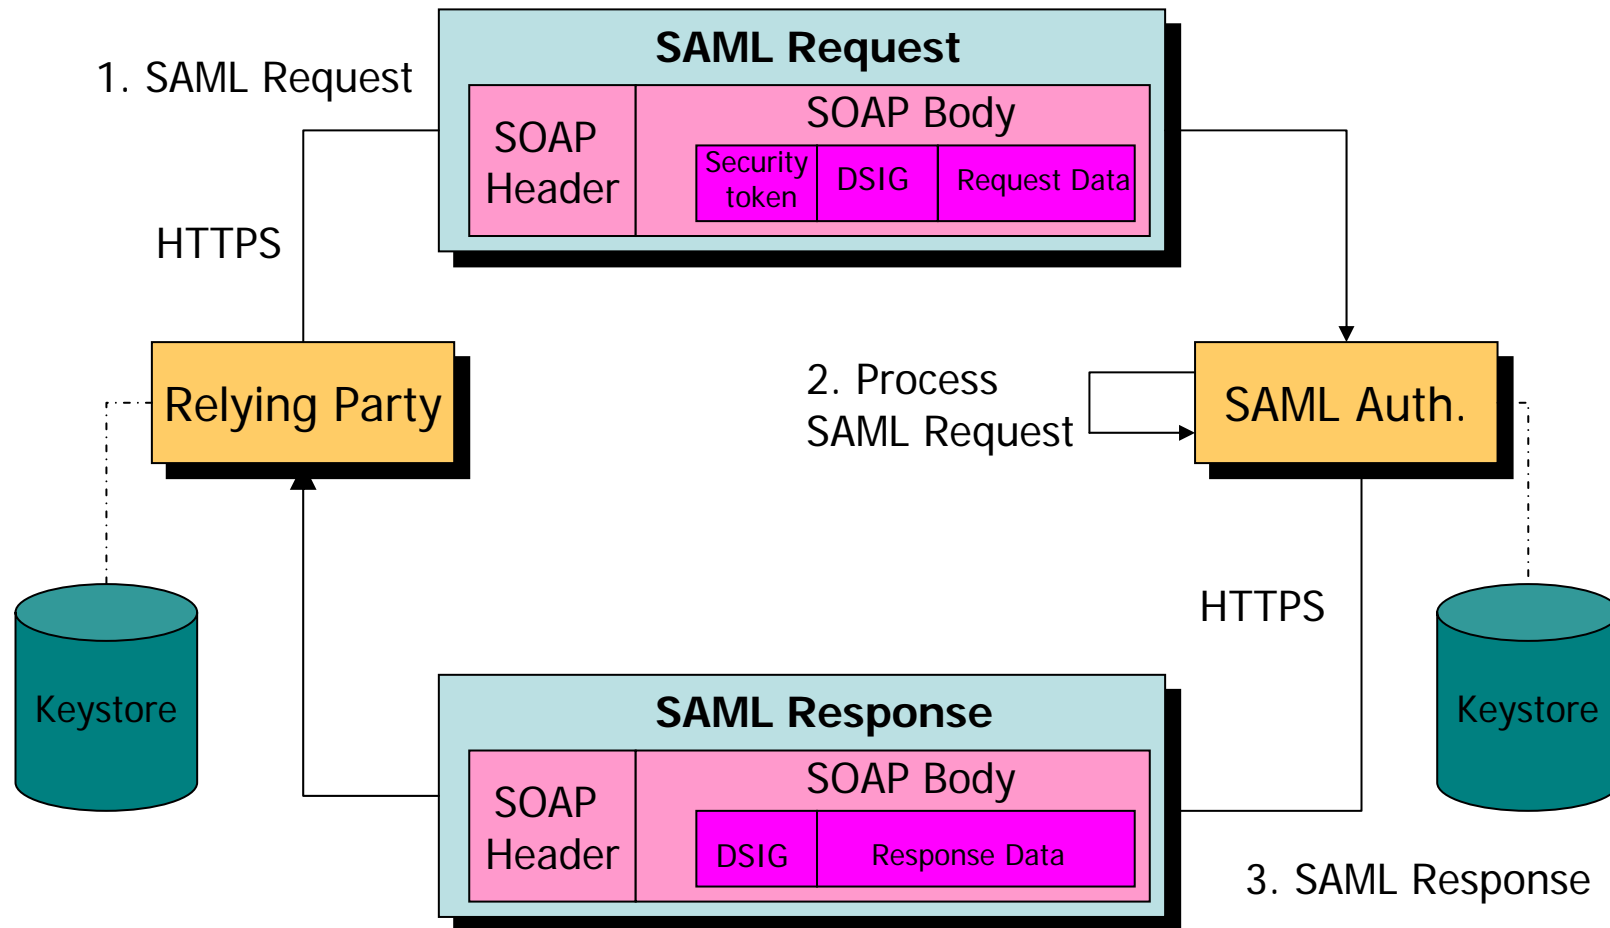 SAML Request
1. SAML Request
SOAP Body
SOAP
Header
Security
token
DSIG
Request Data
HTTPS
Relying Party
2. Process
SAML Request
SAML Auth.
HTTPS
Keystore
Keystore
SAML Response
SOAP Body
SOAP
Header
DSIG
Response Data
3. SAML Response